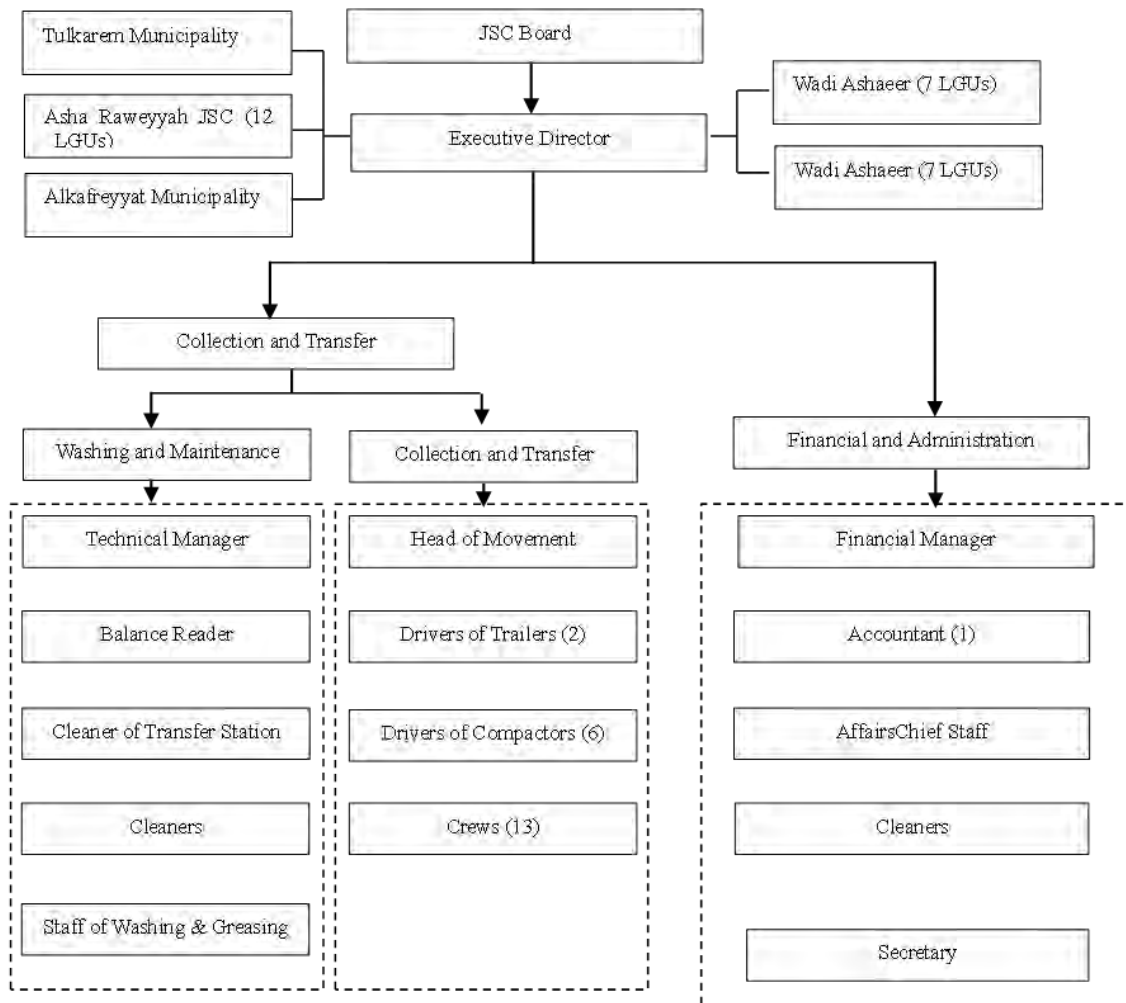 Tulkarem Municipality
JSC Board
Asha Raweyyah JSC (12
LGUs)
Executive Director
Wadi Ashaeer (7 LGUs)
Wadi Ashaeer (7 LGUs)
Alkafreyyat Municipality
Collection and Transfer
Washing and Maintenance
Collection and Transfer
Financial and Administration
Technical Manager
Head of Movement
Financial Manager
Balance Reader
Drivers of Trailers (2)
Accountant (1)
Cleaner of Transfer Station
Drivers of Compactors (6)
AffairsChief Staff
Cleaners
Crews (13)
Cleaners
Staff of Washing & Greasing
Secretary